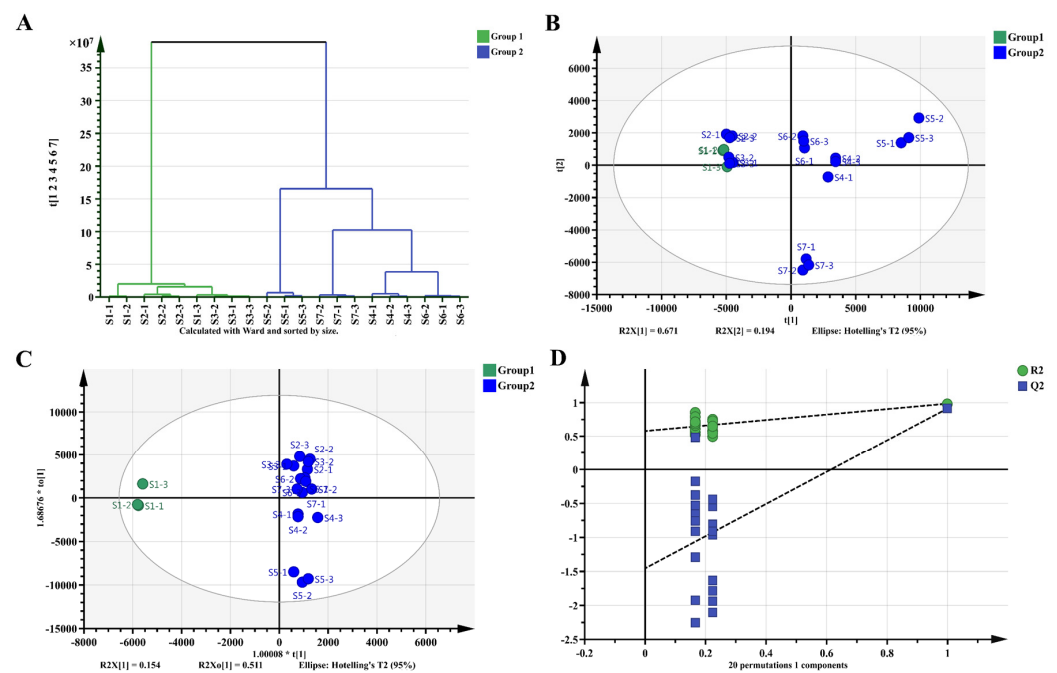 A
Group 1
Group 2
×10⁷
35
30
25
20
15
10
5
0
t[1 2 3 4 5 6 7]
S1-1
S1-2
S2-1
S2-2
S2-3
S1-3
S3-2
S3-1
S3-3
S5-2
S5-1
S5-3
S7-2
S7-1
S7-3
S4-1
S4-2
S4-3
S6-2
S6-1
S6-3
Calculated with Ward and sorted by size.
B
Group1
Group2
6000
4000
2000
0
-2000
-4000
-6000
-8000
t[2]
S5-2
S2-1
S2-2
S6-2
S6-3
S5-3
S5-1
S6-1
S4-2
S1-3
S4-1
S7-1
S7-2
S7-3
-15000 -10000 -5000 0 5000 10000
t[1]
R2X[1] = 0.671 R2X[2] = 0.194 Ellipse: Hotelling's T2 (95%)
C
Group1
Group2
10000
5000
0
-5000
-10000
-15000
1.68676 * to[1]
S2-3
S2-2
S3-2
S2-1
S6-2
S1-3
S1-2
S1-1
S7-1
S4-1
S4-3
S4-2
S5-1
S5-3
S5-2
-8000 -6000 -4000 -2000 0 2000 4000 6000 8000
1.00008 * t[1]
R2X[1] = 0.154 R2Xo[1] = 0.511 Ellipse: Hotelling's T2 (95%)
D
R2
Q2
1
0.5
0
-0.5
-1
-1.5
-2
-2.5
-0.2 0 0.2 0.4 0.6 0.8 1
20 permutations 1 components